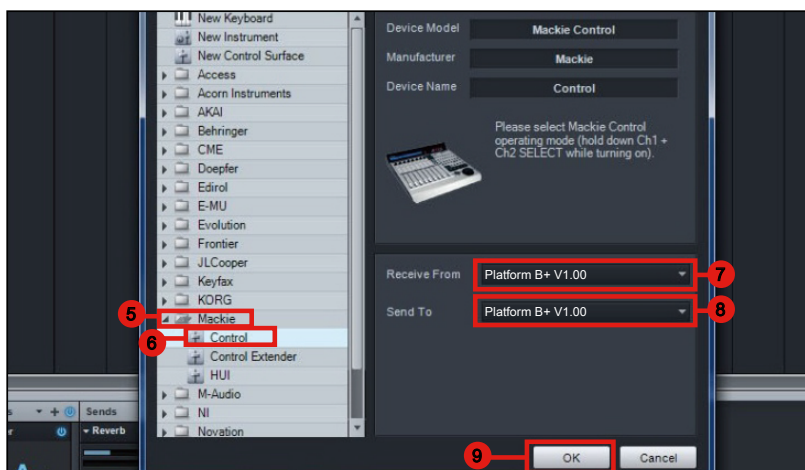 New Keyboard
New Instrument
New Control Surface
Access
Acorn Instruments
AKAI
Behringer
CME
Doepfer
Edirol
E-MU
Evolution
Frontier
JLCooper
Keyfax
KORG
5 Mackie
6 Control
Control Extender
HUI
M-Audio
NI
Novation
Device Model Mackie Control
Manufacturer Mackie
Device Name Control
Please select Mackie Control
operating mode (hold down Ch1 +
Ch2 SELECT while turning on).
Receive From Platform B+ V1.00 7
Send To Platform B+ V1.00 8
Sends
Reverb
9 OK Cancel